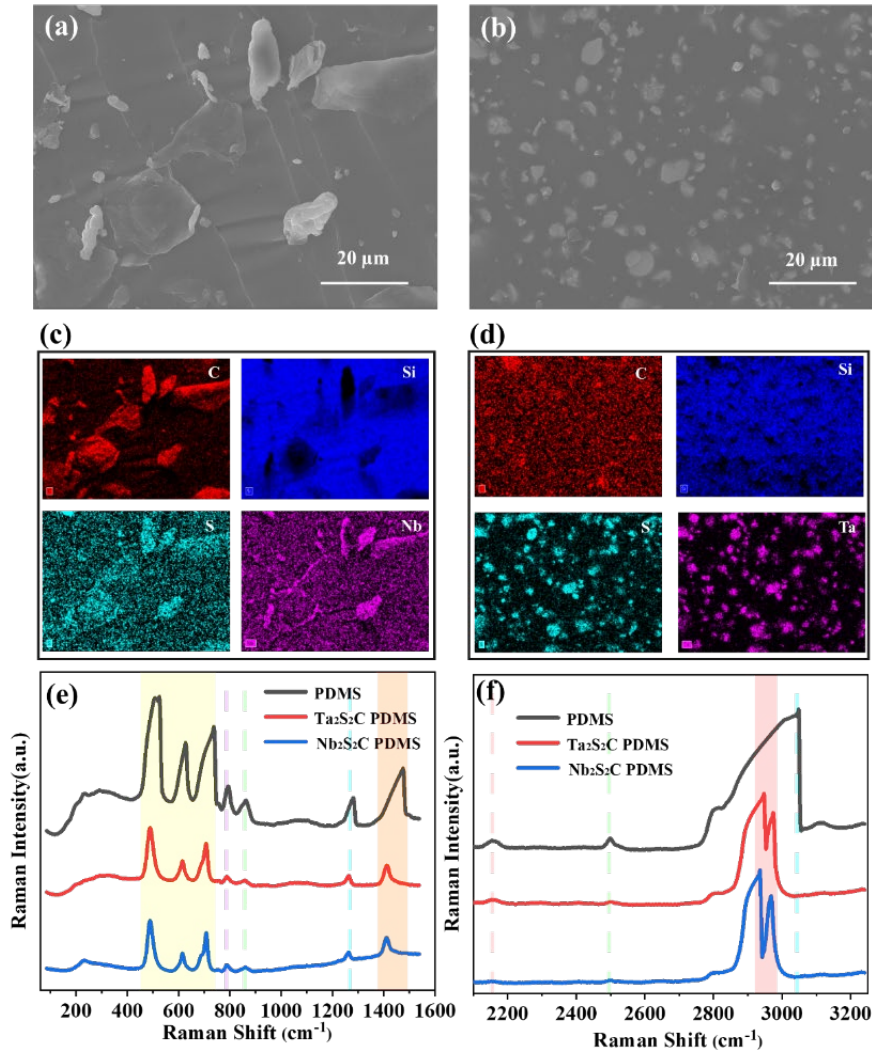 (a)
20 µm
(b)
20 µm
(c)
C
Si
S
Nb
(d)
C
Si
S
Ta
(e)
PDMS
Ta₂S₂C PDMS
Nb₂S₂C PDMS
Raman Intensity(a.u.)
200 400 600 800 1000 1200 1400 1600
Raman Shift (cm⁻¹)
(f)
PDMS
Ta₂S₂C PDMS
Nb₂S₂C PDMS
Raman Intensity (a.u.)
2200 2400 2600 2800 3000 3200
Raman Shift (cm⁻¹)